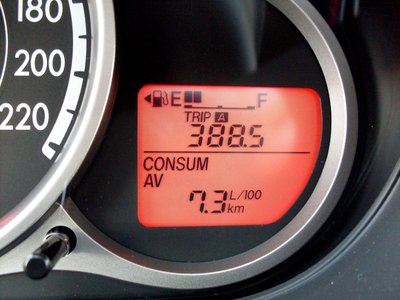 180
200
220
E F
TRIP A
388.5
CONSUM
AV
7.3 L/100
km